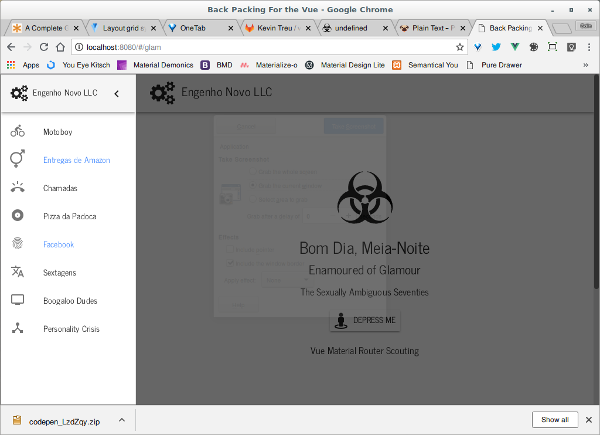 Back Packing For the Vue - Google Chrome
A Complete G
Layout grid s
OneTab
Kevin Treu /
undefined
Plain Text – P
Back Packing
localhost:8080/#/glam
Apps
You Eye Kitsch
Material Demonics
BMD
Materialize-o
Material Design Lite
Semantical You
Pure Drawer
»
Engenho Novo LLC
Engenho Novo LLC
Motoboy
Entregas de Amazon
Chamadas
Pizza da Padoca
Facebook
Sextagens
Boogaloo Dudes
Personality Crisis
Bom Dia, Meia-Noite
Enamoured of Glamour
The Sexually Ambiguous Seventies
DEPRESS ME
Vue Material Router Scouting
codepen_LzdZqy.zip
Show all